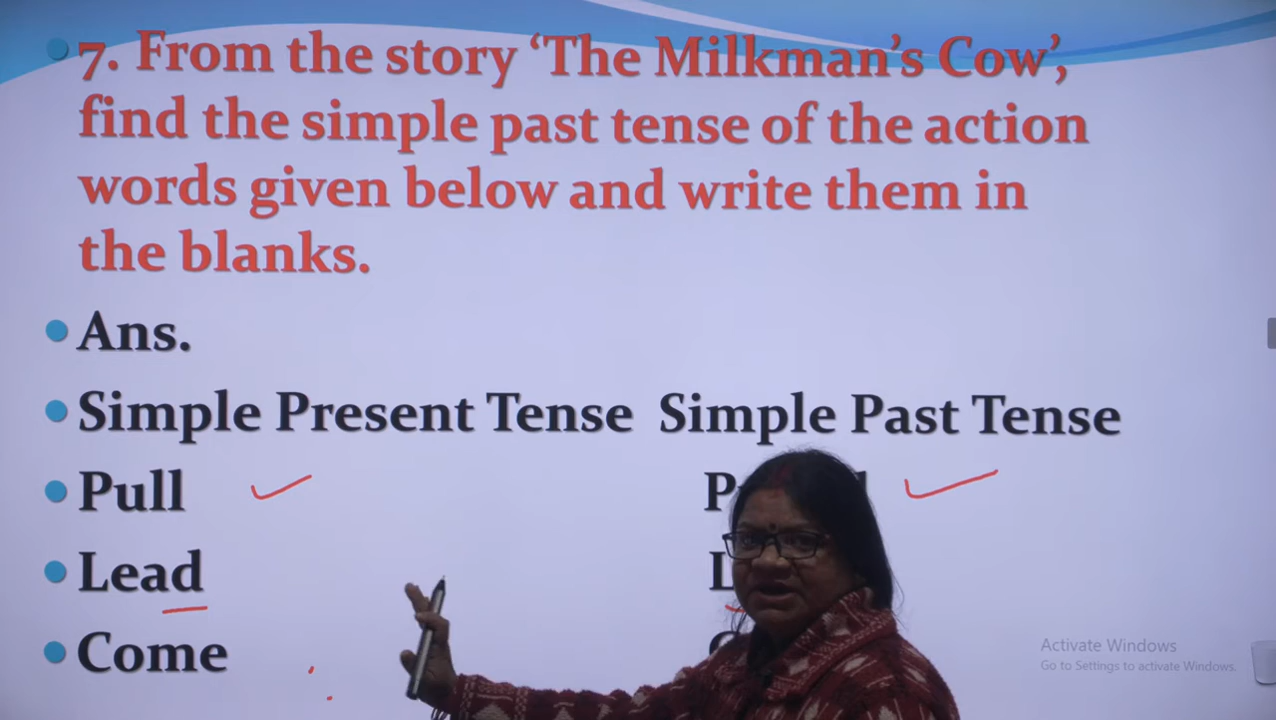 7. From the story ‘The Milkman’s Cow’,
find the simple past tense of the action
words given below and write them in
the blanks.
Ans.
Simple Present Tense Simple Past Tense
Pull
Lead
Come
Activate Windows
Go to Settings to activate Windows.